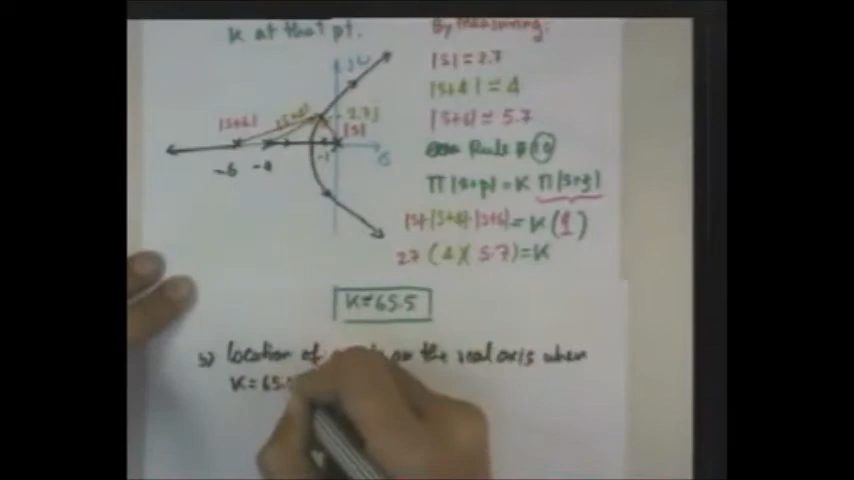 K at that pt.
By measuring:
|s| = 2.7
|s+4| = 4
|s+6| = 5.7
Rule # 10
Π|s+p| = K Π|s+z|
|s| |s+4| |s+6| = K (1)
2.7 (4)(5.7) = K
jω
|s+6|
|s+4|
2.7j
|s|
-6
-4
-1
σ
K = 65.5
3) location of on the real axis when
K = 65.5